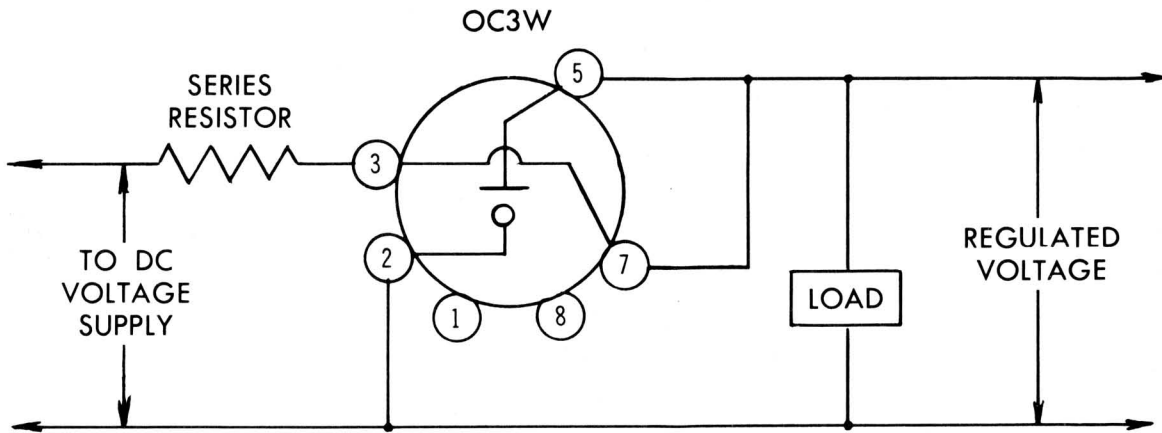 OC3W
SERIES
RESISTOR
5
3
2
7
1
8
TO DC
VOLTAGE
SUPPLY
LOAD
REGULATED
VOLTAGE